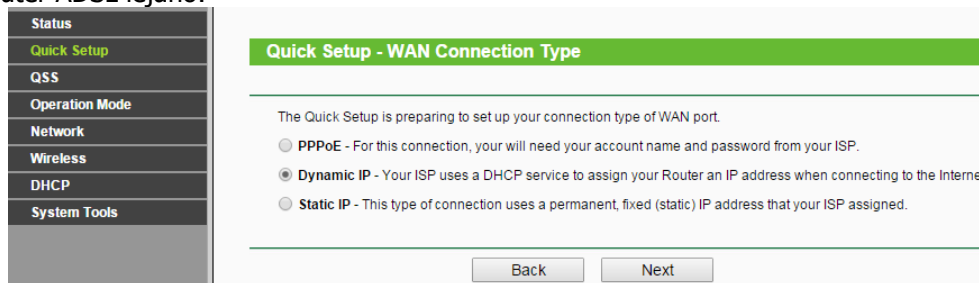 ADSL lejano.
Status
Quick Setup
QSS
Operation Mode
Network
Wireless
DHCP
System Tools
Quick Setup - WAN Connection Type
The Quick Setup is preparing to set up your connection type of WAN port.
PPPoE - For this connection, your will need your account name and password from your ISP.
Dynamic IP - Your ISP uses a DHCP service to assign your Router an IP address when connecting to the Interne
Static IP - This type of connection uses a permanent, fixed (static) IP address that your ISP assigned.
Back Next